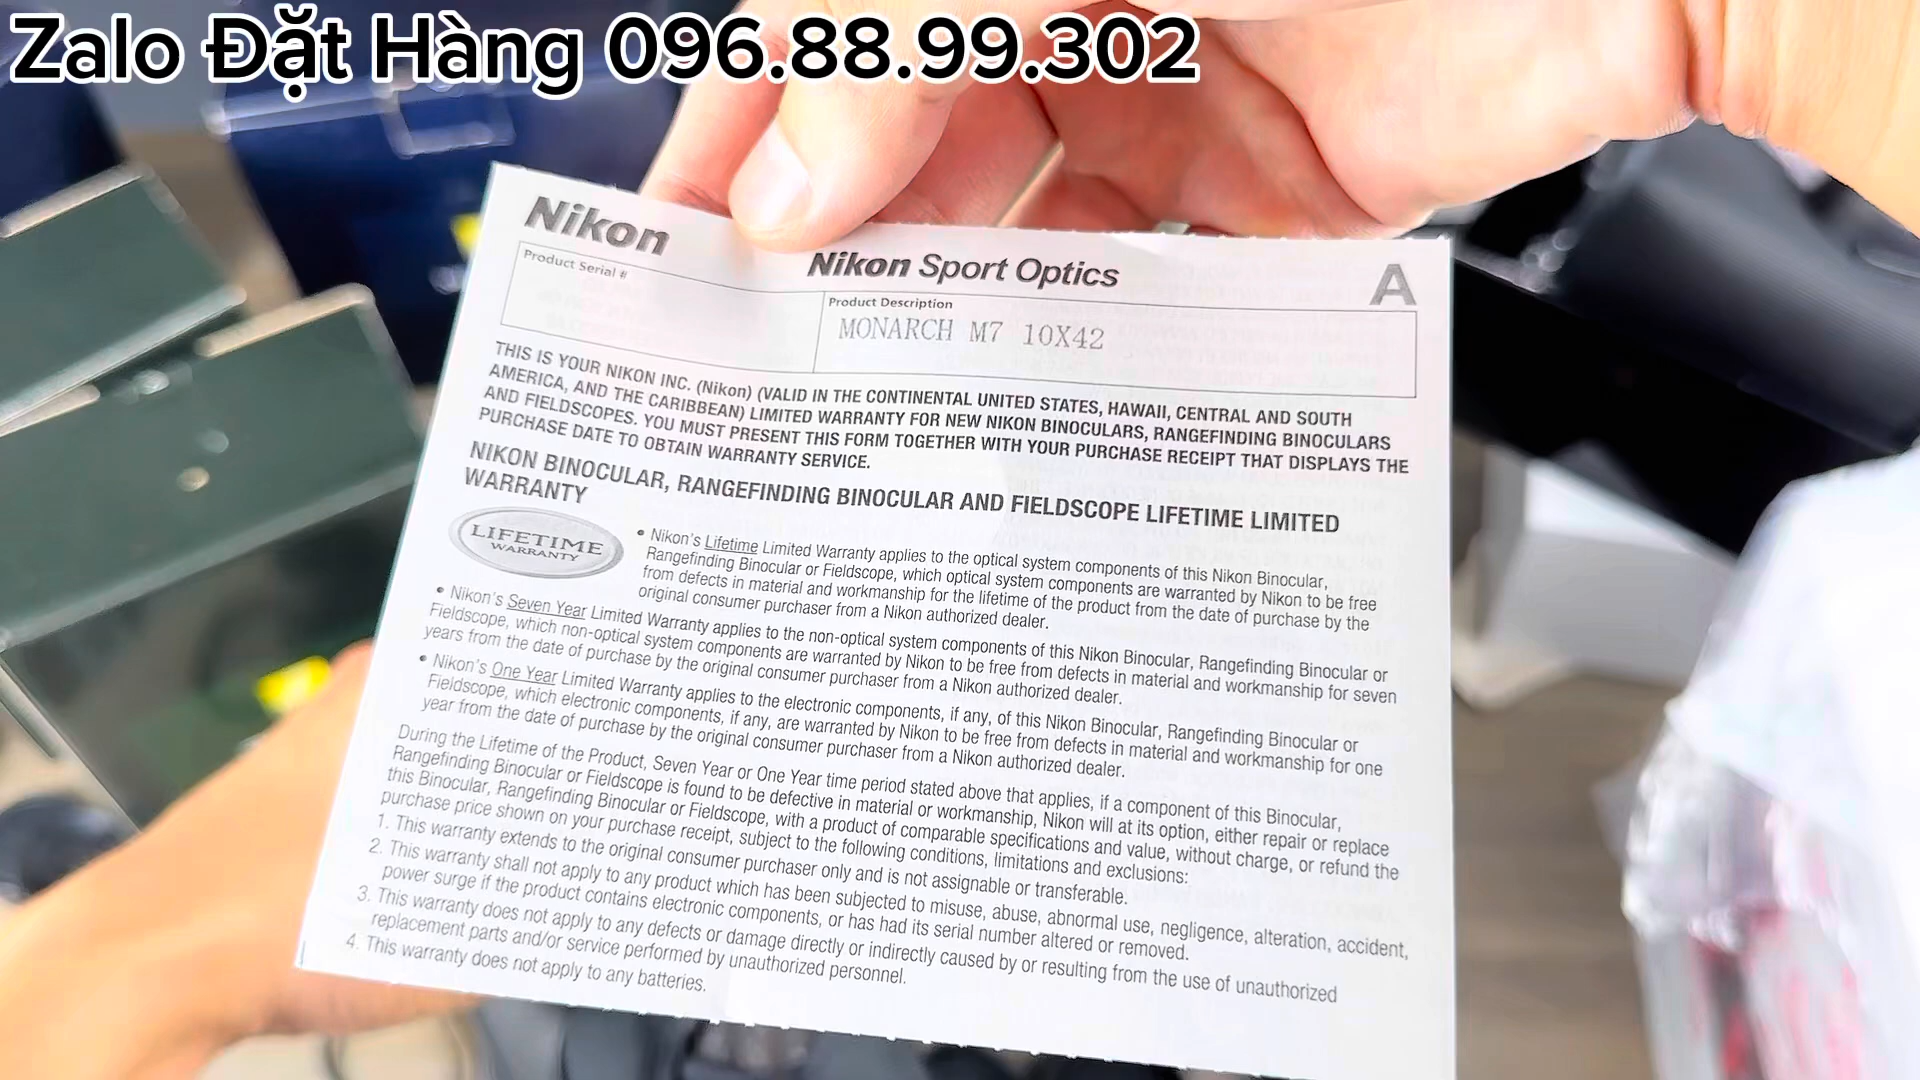 Zalo Đặt Hàng 096.88.99.302
Nikon
Nikon Sport Optics
A
Product Serial #
Product Description
MONARCH M7 10X42
THIS IS YOUR NIKON INC. (Nikon) (VALID IN THE CONTINENTAL UNITED STATES, HAWAII, CENTRAL AND SOUTH
AMERICA, AND THE CARIBBEAN) LIMITED WARRANTY FOR NEW NIKON BINOCULARS, RANGEFINDING BINOCULARS
AND FIELDSCOPES. YOU MUST PRESENT THIS FORM TOGETHER WITH YOUR PURCHASE RECEIPT THAT DISPLAYS THE
PURCHASE DATE TO OBTAIN WARRANTY SERVICE.
NIKON BINOCULAR, RANGEFINDING BINOCULAR AND FIELDSCOPE LIFETIME LIMITED
WARRANTY
LIFETIME
WARRANTY
• Nikon's Lifetime Limited Warranty applies to the optical system components of this Nikon Binocular,
Rangefinding Binocular or Fieldscope, which optical system components are warranted by Nikon to be free
from defects in material and workmanship for the lifetime of the product from the date of purchase by the
original consumer purchaser from a Nikon authorized dealer.
• Nikon's Seven Year Limited Warranty applies to the non-optical system components of this Nikon Binocular, Rangefinding Binocular or
Fieldscope, which non-optical system components are warranted by Nikon to be free from defects in material and workmanship for seven
years from the date of purchase by the original consumer purchaser from a Nikon authorized dealer.
• Nikon's One Year Limited Warranty applies to the electronic components, if any, of this Nikon Binocular, Rangefinding Binocular or
Fieldscope, which electronic components, if any, are warranted by Nikon to be free from defects in material and workmanship for one
year from the date of purchase by the original consumer purchaser from a Nikon authorized dealer.
During the Lifetime of the Product, Seven Year or One Year time period stated above that applies, if a component of this Binocular,
Rangefinding Binocular or Fieldscope is found to be defective in material or workmanship, Nikon will at its option, either repair or replace
this Binocular, Rangefinding Binocular or Fieldscope, with a product of comparable specifications and value, without charge, or refund the
purchase price shown on your purchase receipt, subject to the following conditions, limitations and exclusions:
1. This warranty extends to the original consumer purchaser only and is not assignable or transferable.
2. This warranty shall not apply to any product which has been subjected to misuse, abuse, abnormal use, negligence, alteration, accident,
power surge if the product contains electronic components, or has had its serial number altered or removed.
3. This warranty does not apply to any defects or damage directly or indirectly caused by or resulting from the use of unauthorized
replacement parts and/or service performed by unauthorized personnel.
4. This warranty does not apply to any batteries.